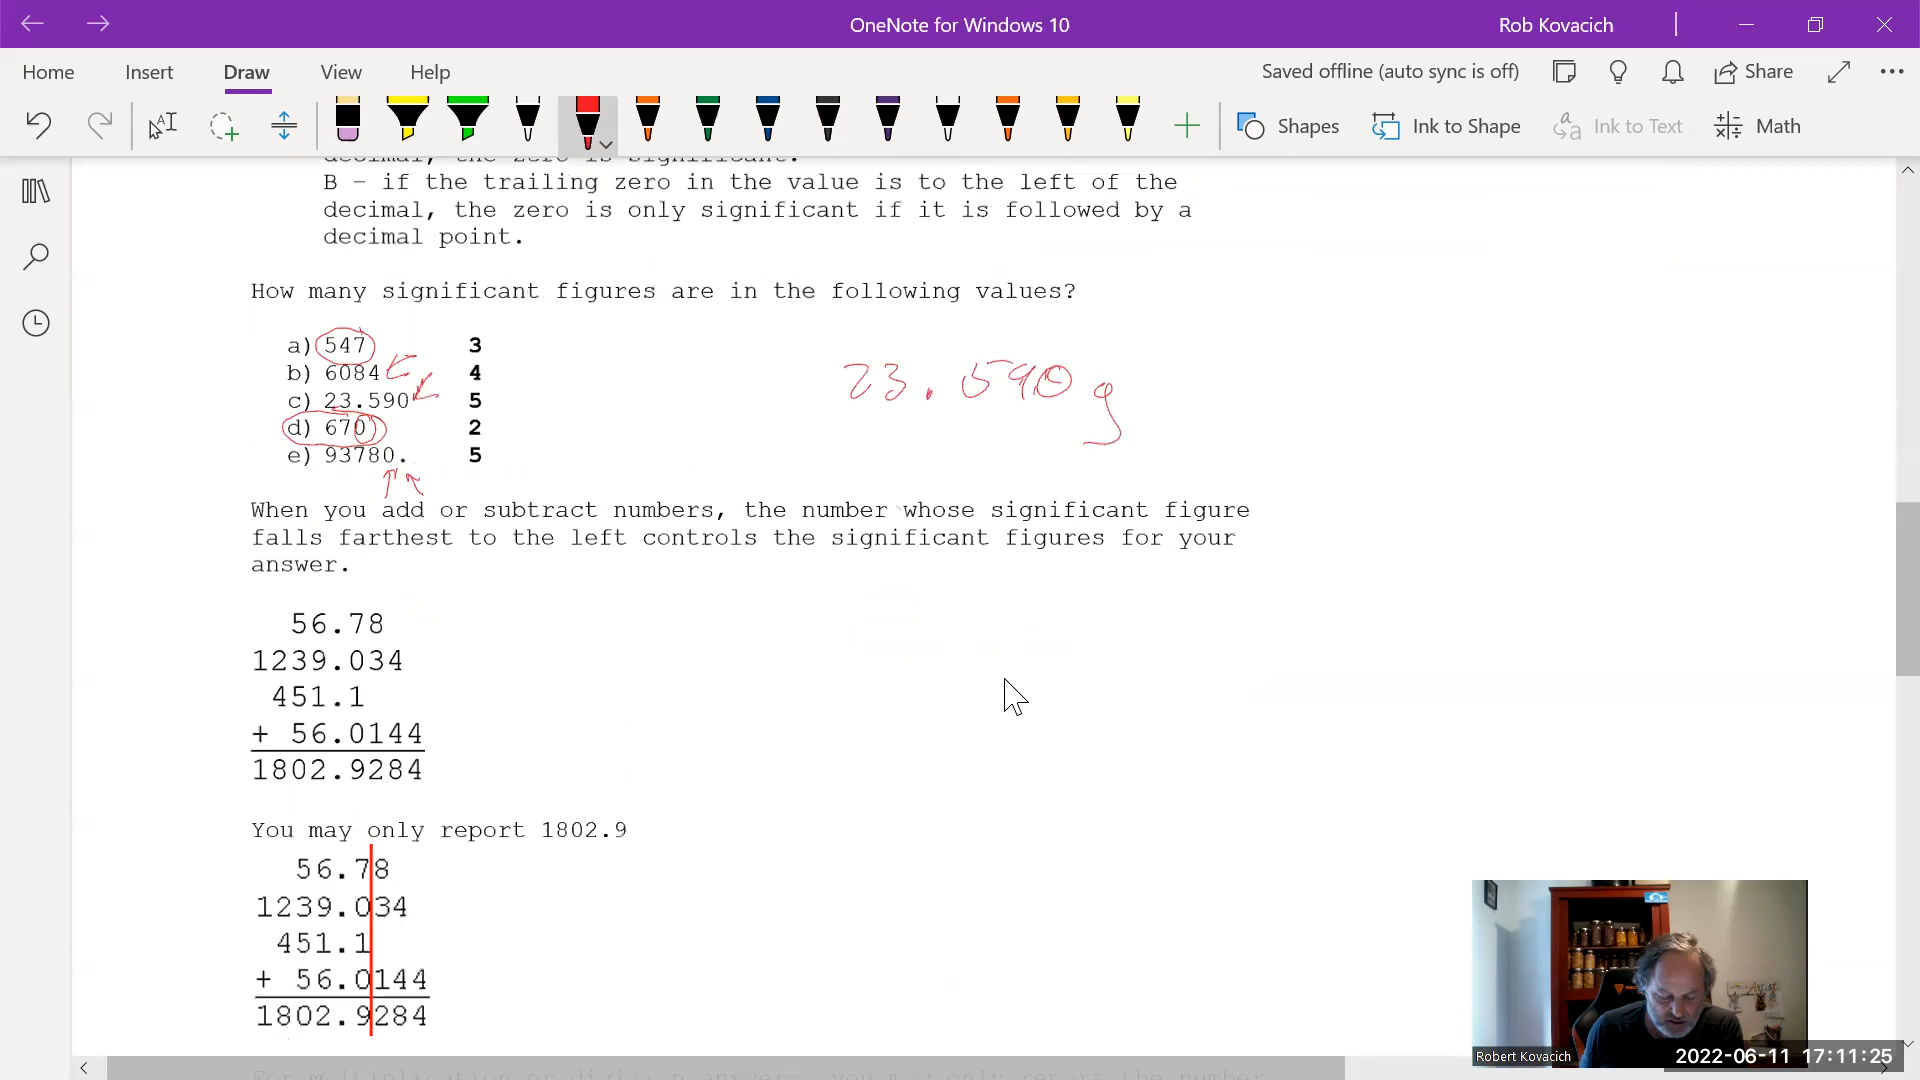 OneNote for Windows 10
Rob Kovacich
Home Insert Draw View Help
Saved offline (auto sync is off) Share
Shapes Ink to Shape Ink to Text Math
decimal, the zero is significant.
B – if the trailing zero in the value is to the left of the
decimal, the zero is only significant if it is followed by a
decimal point.
How many significant figures are in the following values?
a) 547 3
b) 6084 4
c) 23.590 5
d) 670 2
e) 93780. 5
23.590 g
When you add or subtract numbers, the number whose significant figure
falls farthest to the left controls the significant figures for your
answer.
56.78
1239.034
451.1
+ 56.0144
1802.9284
You may only report 1802.9
56.78
1239.034
451.1
+ 56.0144
1802.9284
Robert Kovacich
2022-06-11 17:11:25